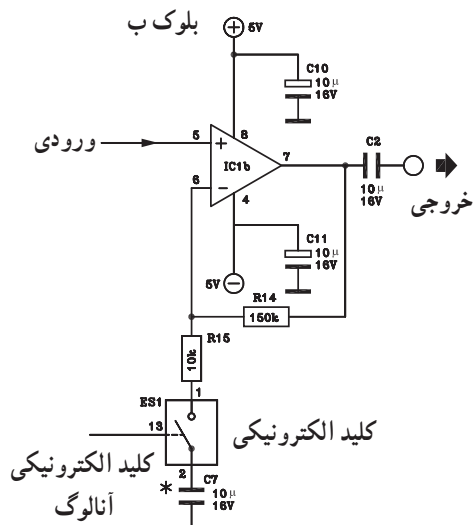 بلوک ب
5V
C10
10μ
16V
ورودی
5
8
IC1b
7
C2
10μ
16V
خروجی
6
4
C11
10μ
16V
5V
R14
150k
R15
10k
ES1
1
13
کلید الکترونیکی
کلید الکترونیکی
آنالوگ
2
* C7
10μ
16V